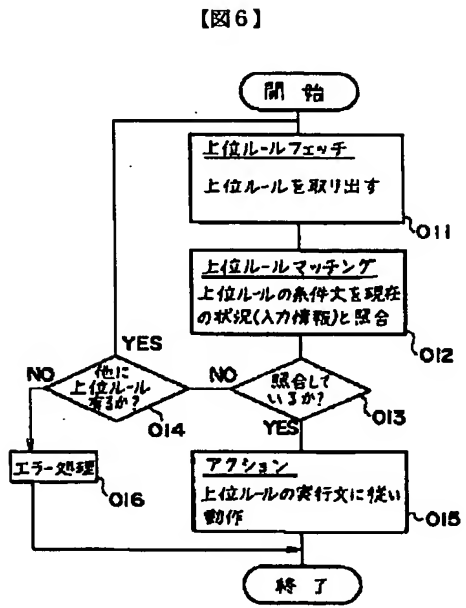 【図6】
開始
上位ルールフェッチ
上位ルールを取り出す
011
上位ルールマッチング
上位ルールの条件文を現在
の状況(入力情報)と照合
012
YES
NO
他に
上位ルール
有るか?
014
NO
照合して
いるか?
013
YES
エラー処理
016
アクション
上位ルールの実行文に従い
動作
015
終了